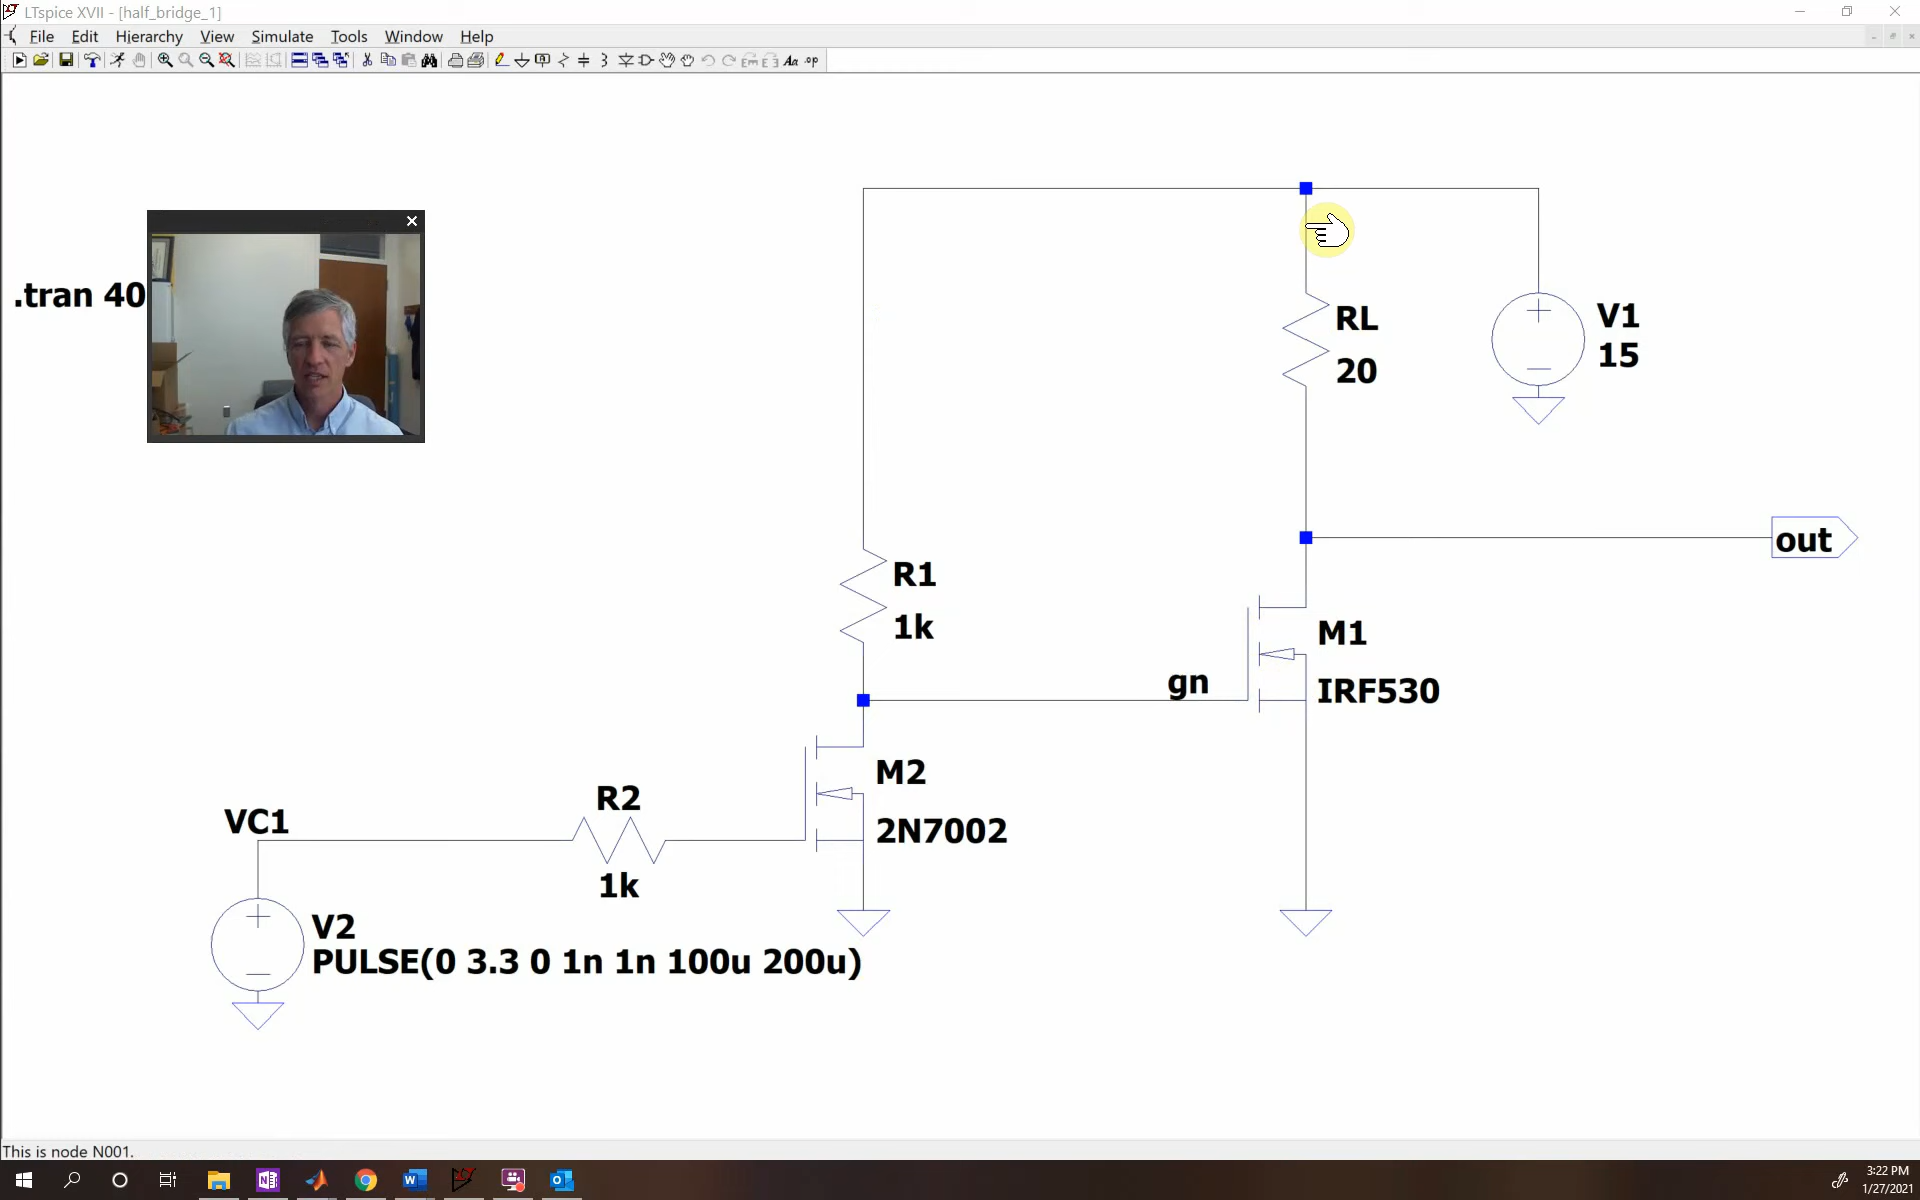 LTspice XVII - [half_bridge_1]
File Edit Hierarchy View Simulate Tools Window Help
.tran 40
RL
20
V1
15
out
R1
1k
gn
M1
IRF530
M2
2N7002
VC1
R2
1k
V2
PULSE(0 3.3 0 1n 1n 100u 200u)
This is node N001.
3:22 PM
1/27/2021